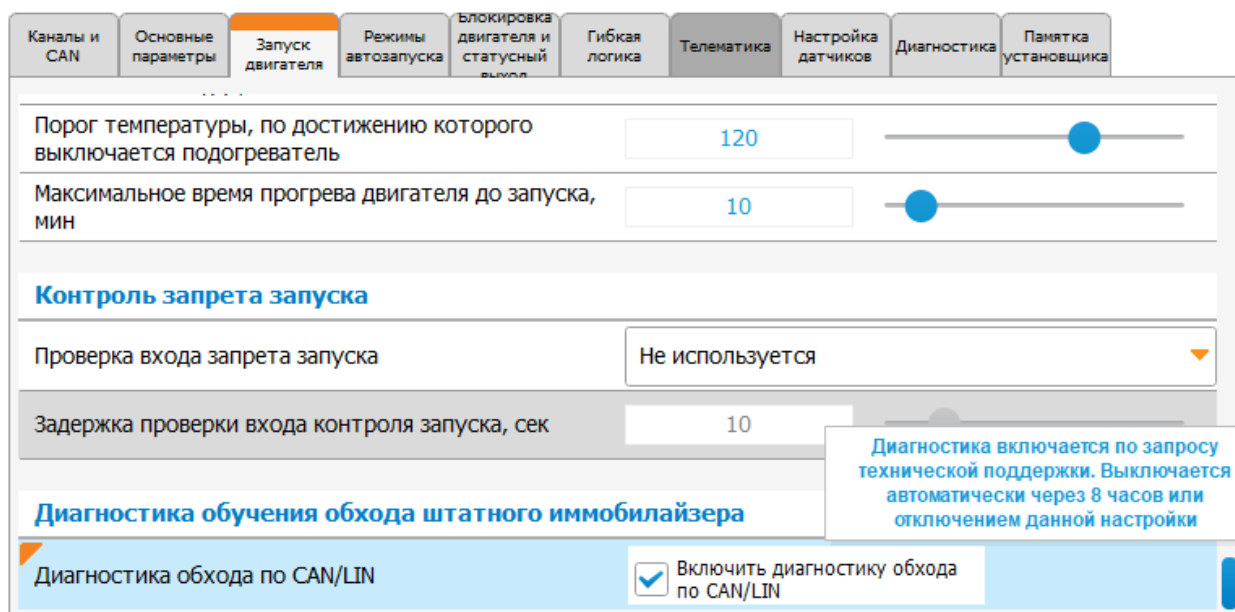 Каналы и
CAN
Основные
параметры
Запуск
двигателя
Режимы
автозапуска
Блокировка
двигателя и
статусный
выход
Гибкая
логика
Телематика
Настройка
датчиков
Диагностика
Памятка
установщика
Порог температуры, по достижению которого
выключается подогреватель
120
Максимальное время прогрева двигателя до запуска,
мин
10
Контроль запрета запуска
Проверка входа запрета запуска
Не используется
Задержка проверки входа контроля запуска, сек
10
Диагностика включается по запросу
технической поддержки. Выключается
автоматически через 8 часов или
отключением данной настройки
Диагностика обучения обхода штатного иммобилайзера
Диагностика обхода по CAN/LIN
Включить диагностику обхода
по CAN/LIN